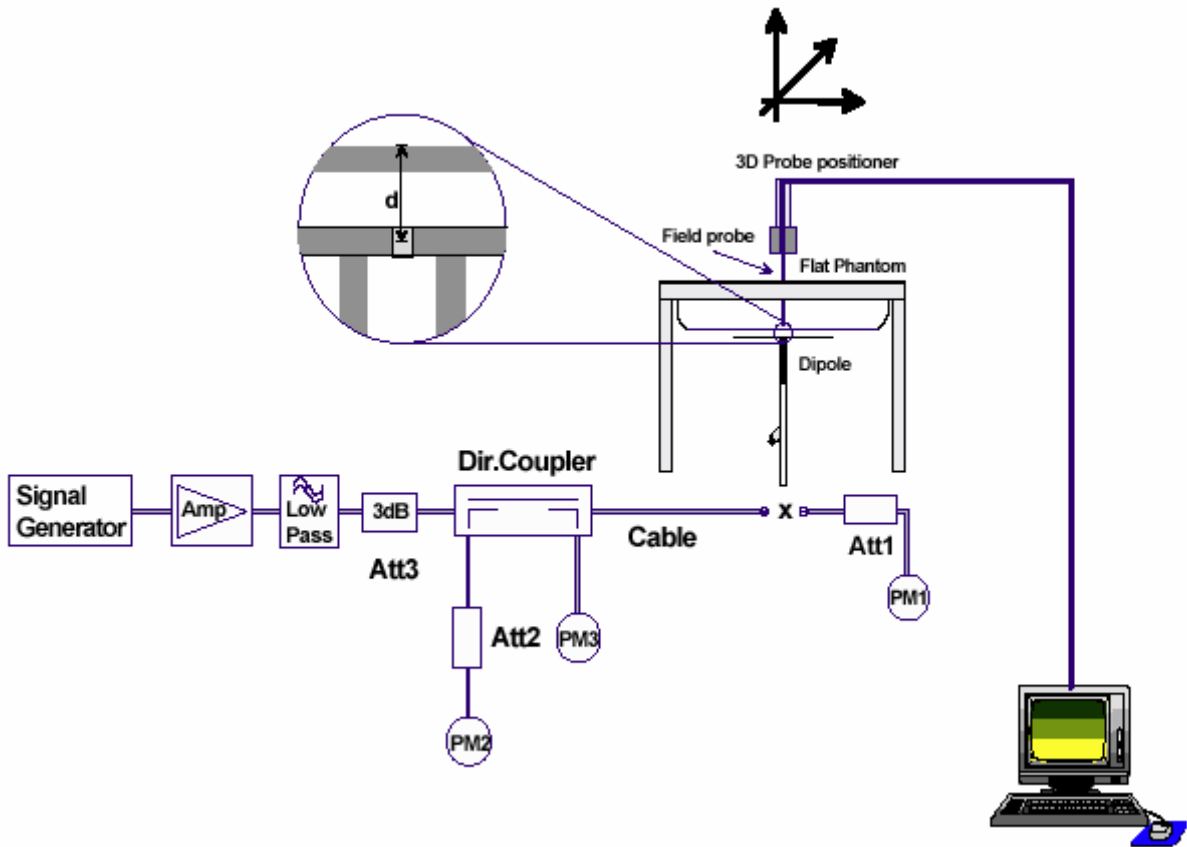 3D Probe positioner
d
Field probe
Flat Phantom
Dipole
Dir.Coupler
Signal
Generator
Amp
Low
Pass
3dB
Att3
Cable
x
Att1
PM1
Att2
PM3
PM2